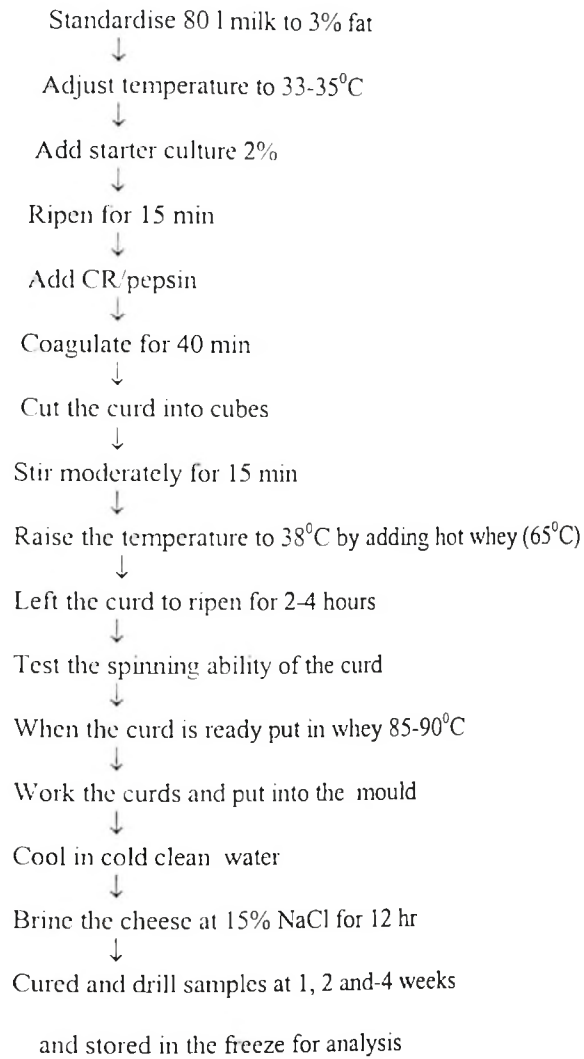 Standardise 80 l milk to 3% fat
↓
Adjust temperature to 33-35⁰C
↓
Add starter culture 2%
↓
Ripen for 15 min
↓
Add CR/pepsin
↓
Coagulate for 40 min
↓
Cut the curd into cubes
↓
Stir moderately for 15 min
↓
Raise the temperature to 38⁰C by adding hot whey (65⁰C)
↓
Left the curd to ripen for 2-4 hours
↓
Test the spinning ability of the curd
↓
When the curd is ready put in whey 85-90⁰C
↓
Work the curds and put into the mould
↓
Cool in cold clean water
↓
Brine the cheese at 15% NaCl for 12 hr
↓
Cured and drill samples at 1, 2 and-4 weeks
and stored in the freeze for analysis